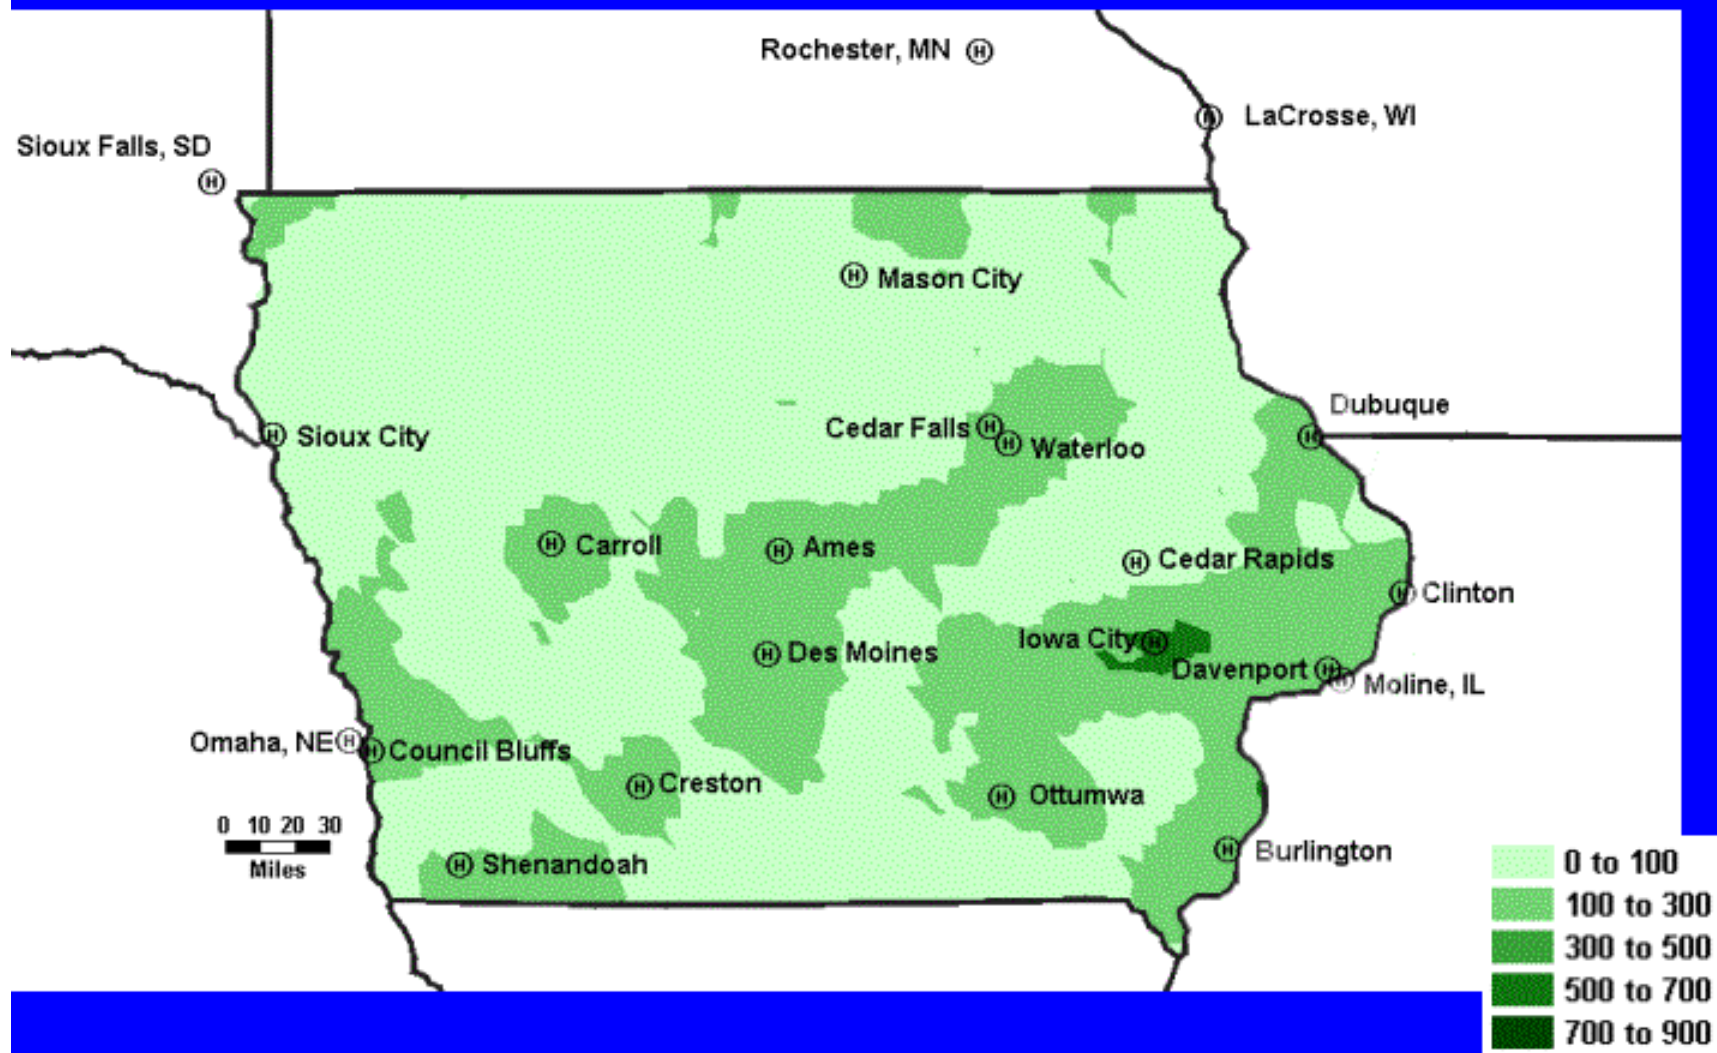 Rochester, MN H
H LaCrosse, WI
Sioux Falls, SD
H
H Mason City
Dubuque
H
Cedar Falls H
H Waterloo
H Sioux City
H Carroll
H Ames
H Cedar Rapids
H Clinton
Iowa City H
H Des Moines
Davenport H
H Moline, IL
Omaha, NE H
H Council Bluffs
H Creston
H Ottumwa
0 10 20 30
Miles
H Shenandoah
H Burlington
0 to 100
100 to 300
300 to 500
500 to 700
700 to 900